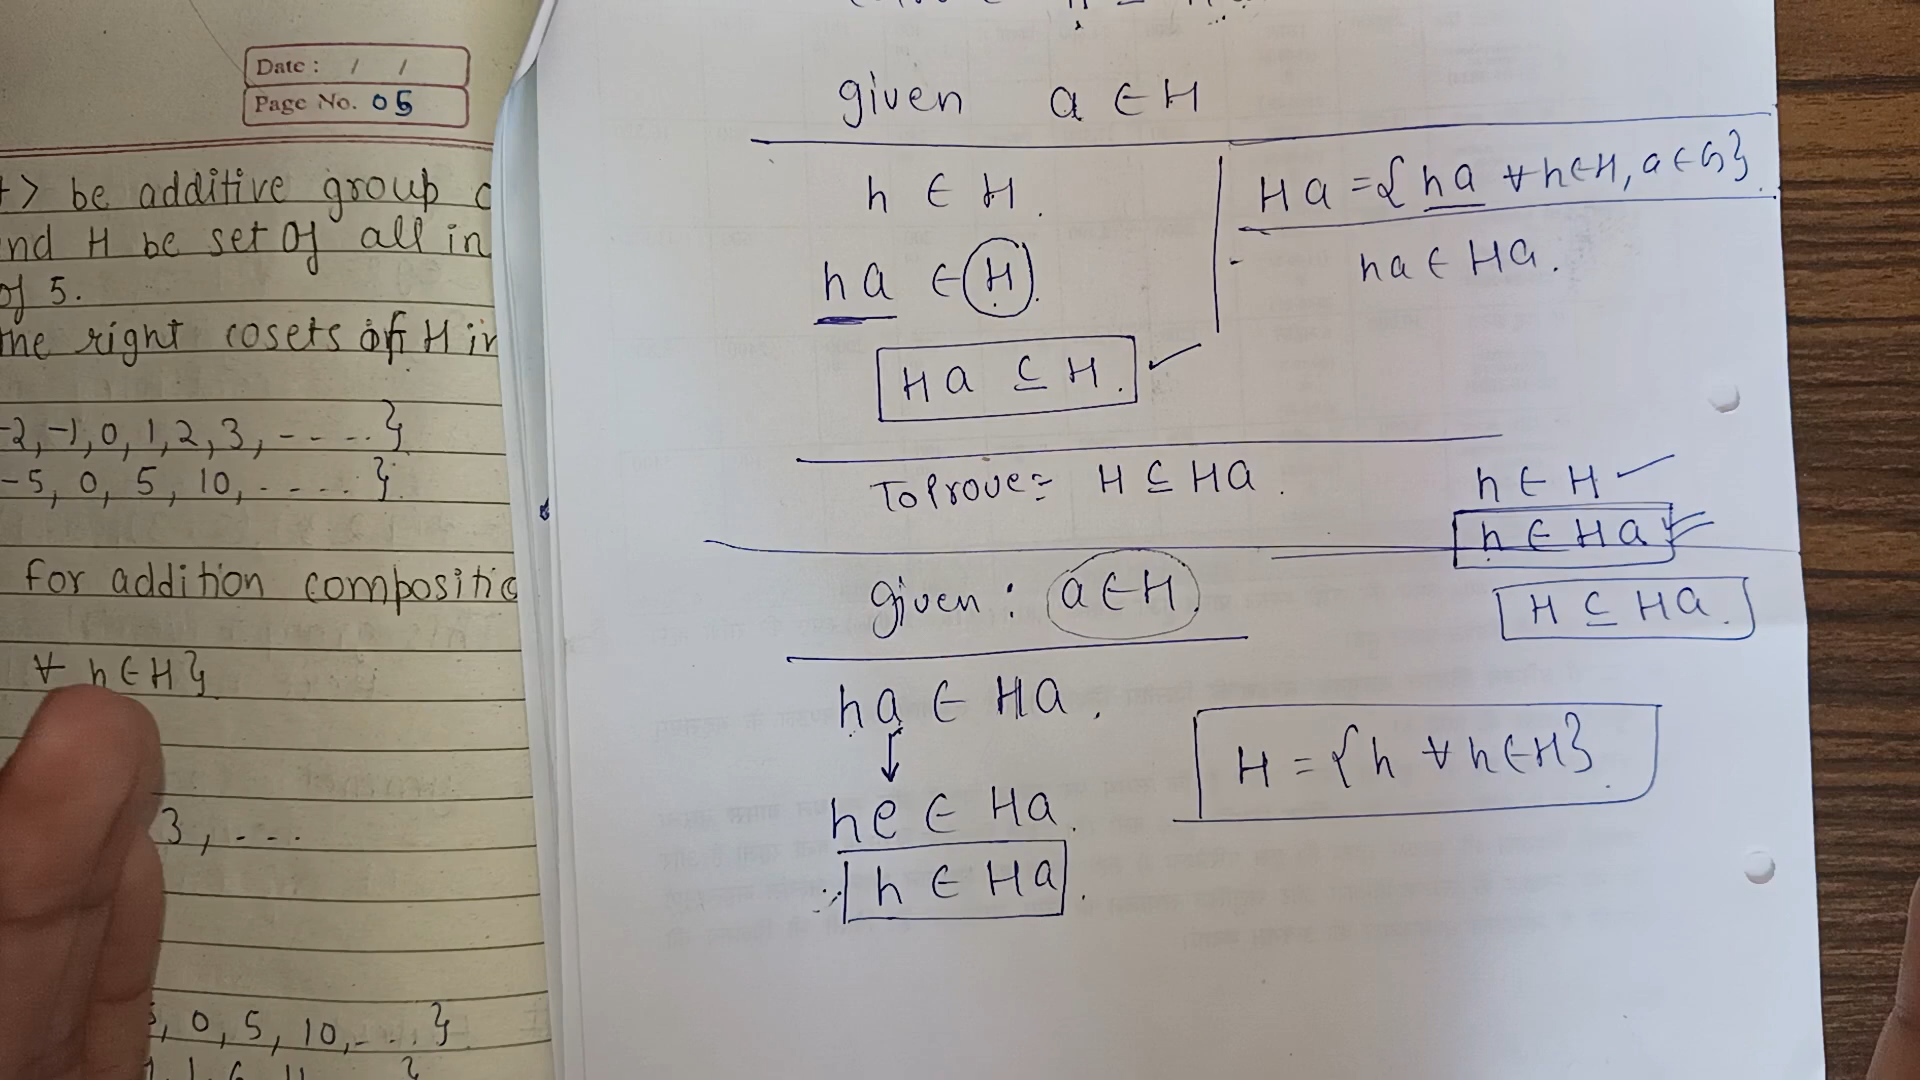 Date : / /
Page No. 05
> be additive group
nd H be set of all in
of 5.
the right cosets of H in
-2, -1, 0, 1, 2, 3, - - - - }
-5, 0, 5, 10, - - - - }
for addition compositio
∀ h ∈ H}
3, - - -
, 0, 5, 10, - - - }
given a ∈ H
h ∈ H.
ha ∈ H.
Ha ⊆ H.
Ha = { ha ∀ h ∈ H, a ∈ G}.
ha ∈ Ha.
To Prove = H ⊆ Ha.
h ∈ H
h ∈ Ha
H ⊆ Ha.
given : a ∈ H.
ha ∈ Ha.
he ∈ Ha.
h ∈ Ha.
H = { h ∀ h ∈ H}.